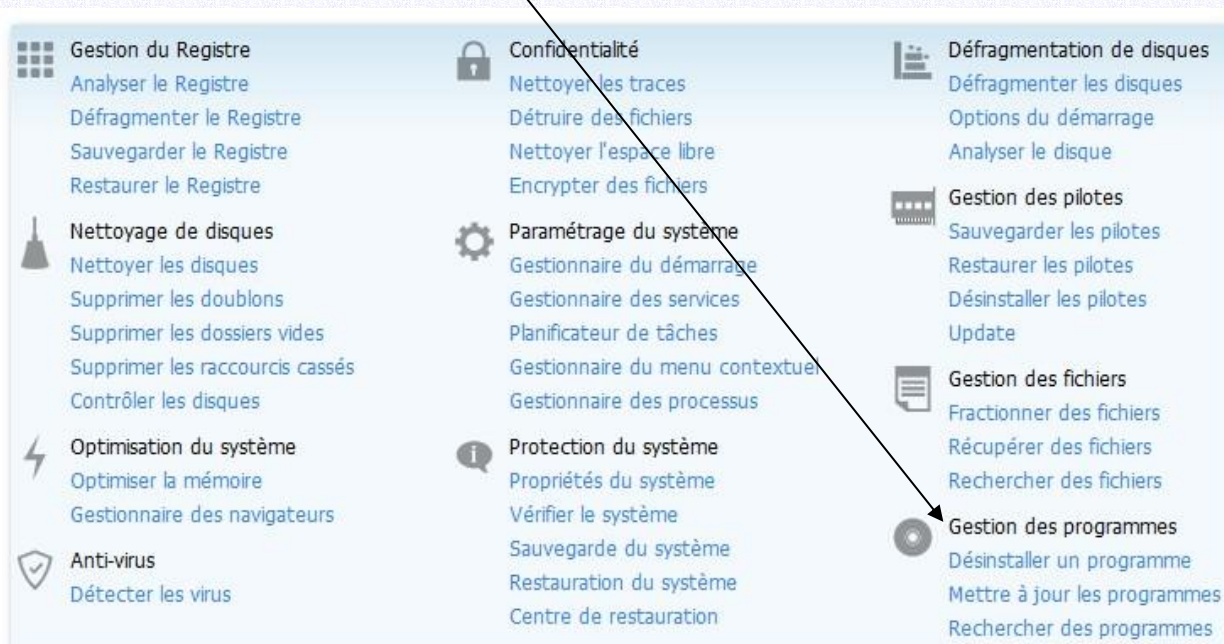 Gestion du Registre
Analyser le Registre
Défragmenter le Registre
Sauvegarder le Registre
Restaurer le Registre
Nettoyage de disques
Nettoyer les disques
Supprimer les doublons
Supprimer les dossiers vides
Supprimer les raccourcis cassés
Contrôler les disques
Optimisation du système
Optimiser la mémoire
Gestionnaire des navigateurs
Anti-virus
Détecter les virus
Confidentialité
Nettoyer les traces
Détruire des fichiers
Nettoyer l'espace libre
Encrypter des fichiers
Paramétrage du système
Gestionnaire du démarrage
Gestionnaire des services
Planificateur de tâches
Gestionnaire du menu contextuel
Gestionnaire des processus
Protection du système
Propriétés du système
Vérifier le système
Sauvegarde du système
Restauration du système
Centre de restauration
Défragmentation de disques
Défragmenter les disques
Options du démarrage
Analyser le disque
Gestion des pilotes
Sauvegarder les pilotes
Restaurer les pilotes
Désinstaller les pilotes
Update
Gestion des fichiers
Fractionner des fichiers
Récupérer des fichiers
Rechercher des fichiers
Gestion des programmes
Désinstaller un programme
Mettre à jour les programmes
Rechercher des programmes